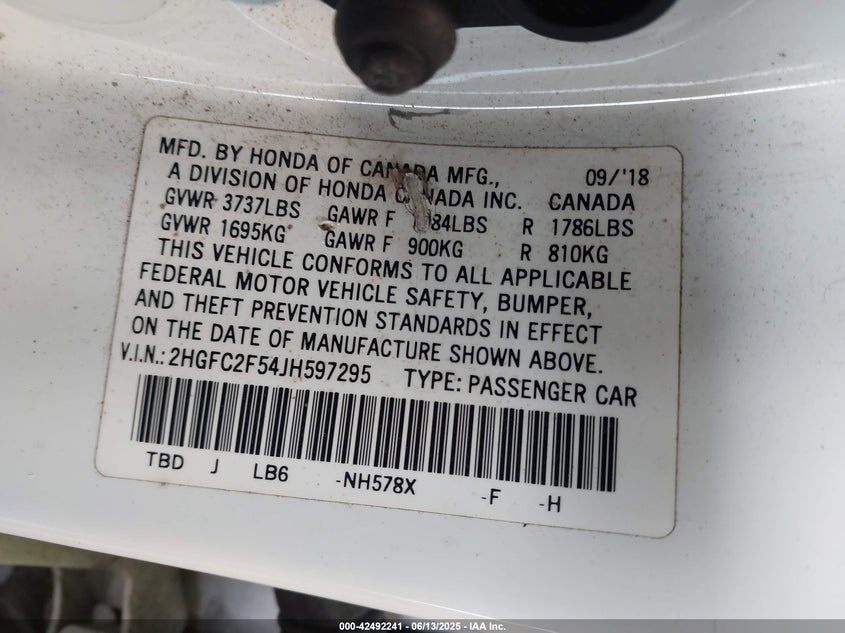 MFD. BY HONDA OF CANADA MFG., 09/'18
A DIVISION OF HONDA CANADA INC. CANADA
GVWR 3737LBS GAWR F 84LBS R 1786LBS
GVWR 1695KG GAWR F 900KG R 810KG
THIS VEHICLE CONFORMS TO ALL APPLICABLE
FEDERAL MOTOR VEHICLE SAFETY, BUMPER,
AND THEFT PREVENTION STANDARDS IN EFFECT
ON THE DATE OF MANUFACTURE SHOWN ABOVE.
V.I.N.: 2HGFC2F54JH597295 TYPE: PASSENGER CAR
TBD J LB6 -NH578X -F -H
000-42492241 - 06/13/2025 - IAA Inc.